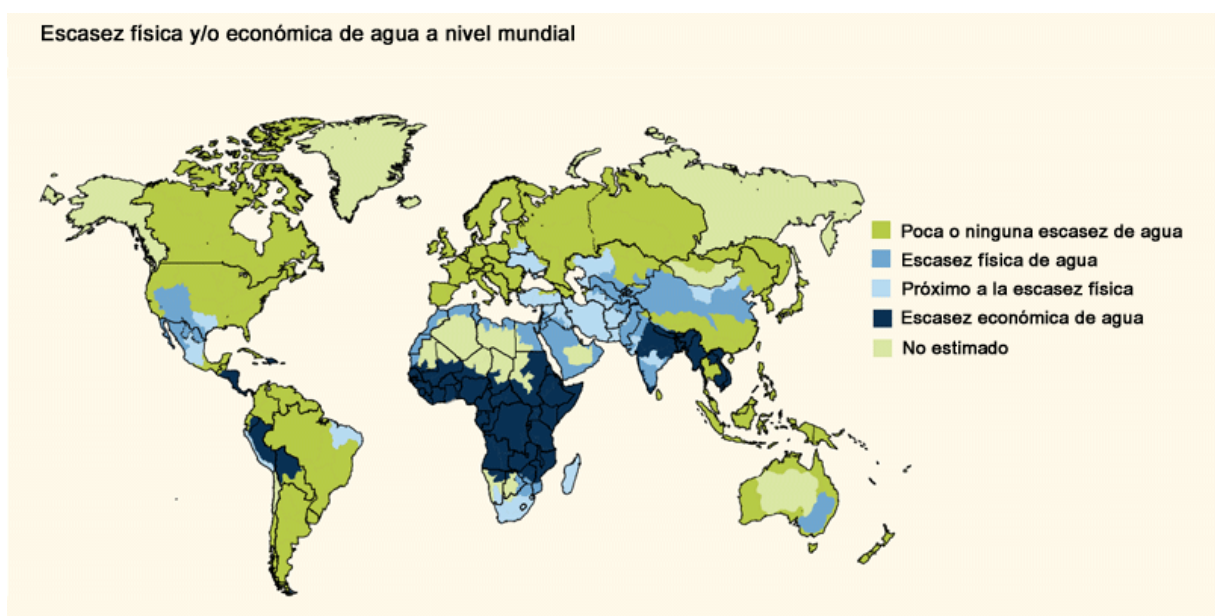 Escasez física y/o económica de agua a nivel mundial
Poca o ninguna escasez de agua
Escasez física de agua
Próximo a la escasez física
Escasez económica de agua
No estimado